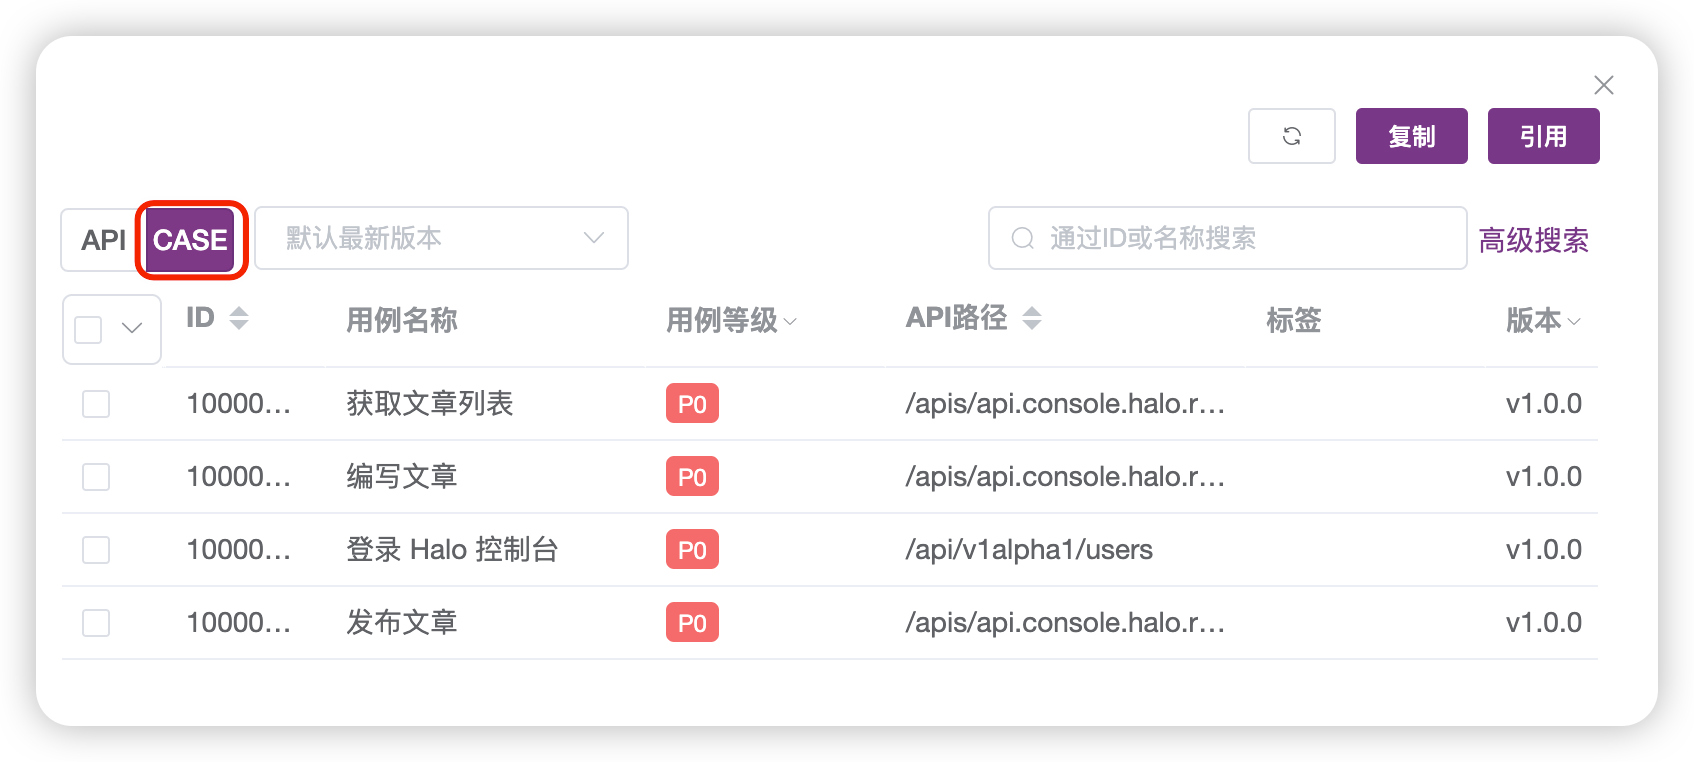 复制 引用
API CASE 默认最新版本 通过ID或名称搜索 高级搜索
ID 用例名称 用例等级 API路径 标签 版本
10000... 获取文章列表 P0 /apis/api.console.halo.r... v1.0.0
10000... 编写文章 P0 /apis/api.console.halo.r... v1.0.0
10000... 登录 Halo 控制台 P0 /api/v1alpha1/users v1.0.0
10000... 发布文章 P0 /apis/api.console.halo.r... v1.0.0